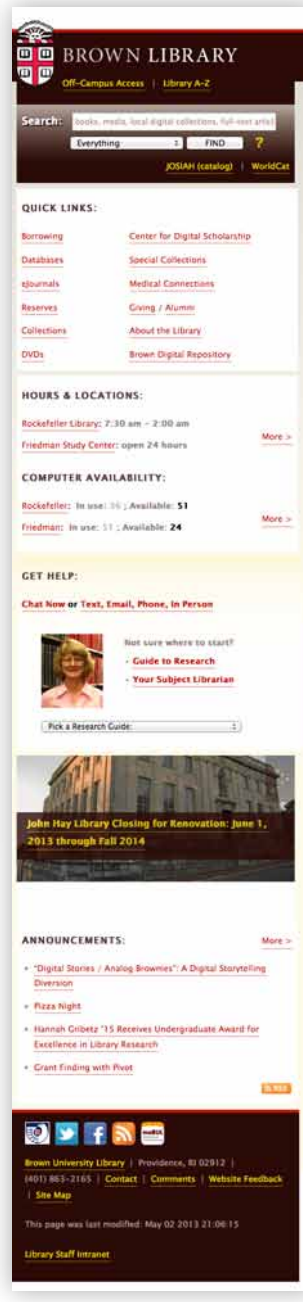 BROWN LIBRARY
Off-Campus Access | Library A-Z
Search: books, media, local digital collections, full-text articl
Everything FIND ?
JOSIAH (catalog) | WorldCat
QUICK LINKS:
Borrowing Center for Digital Scholarship
Databases Special Collections
eJournals Medical Connections
Reserves Giving / Alumni
Collections About the Library
DVDs Brown Digital Repository
HOURS & LOCATIONS:
Rockefeller Library: 7:30 am - 2:00 am
Friedman Study Center: open 24 hours
More >
COMPUTER AVAILABILITY:
Rockefeller: In use: 36 ; Available: 51
Friedman: In use: 51 ; Available: 24
More >
GET HELP:
Chat Now or Text, Email, Phone, In Person
Not sure where to start?
- Guide to Research
- Your Subject Librarian
Pick a Research Guide:
John Hay Library Closing for Renovation: June 1,
2013 through Fall 2014
ANNOUNCEMENTS: More >
"Digital Stories / Analog Brownies": A Digital Storytelling
Diversion
Pizza Night
Hannah Gribetz '15 Receives Undergraduate Award for
Excellence in Library Research
Grant Finding with Pivot
RSS
Brown University Library | Providence, RI 02912 |
(401) 863-2165 | Contact | Comments | Website Feedback
| Site Map
This page was last modified: May 02 2013 21:06:15
Library Staff Intranet